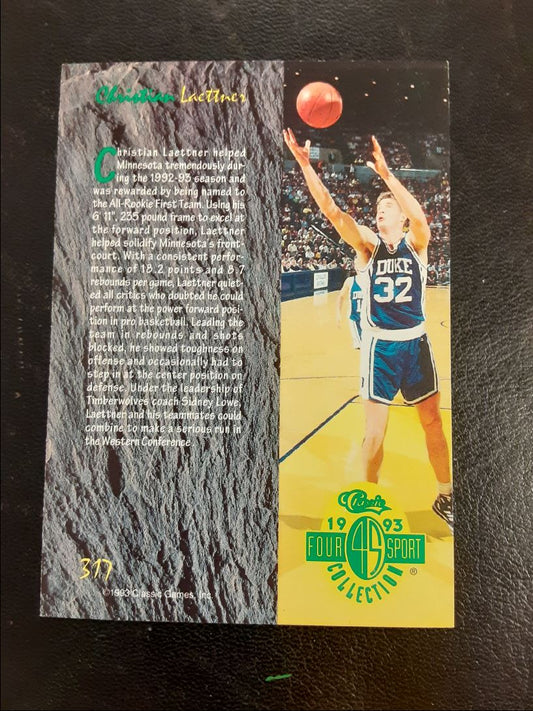 Christian Laettner
Christian Laettner helped
Minnesota tremendously dur-
ing the 1992-93 season and
was rewarded by being named to
the All-Rookie First Team. Using his
6' 11", 235 pound frame to excel at
the forward position, Laettner
helped solidify Minnesota's front-
court. With a consistent perfor-
mance of 18.2 points and 8.7
rebounds per game, Laettner quiet-
ed all critics who doubted he could
perform at the power forward posi-
tion in pro basketball. Leading the
team in rebounds and shots
blocked, he showed toughness on
offense and occasionally had to
step in at the center position on
defense. Under the leadership of
Timberwolves coach Sidney Lowe,
Laettner and his teammates could
combine to make a serious run in
the Western Conference.
317
©1993 Classic Games, Inc.
DUKE
32
Classic
1993
FOUR 4S SPORT
COLLECTION ®